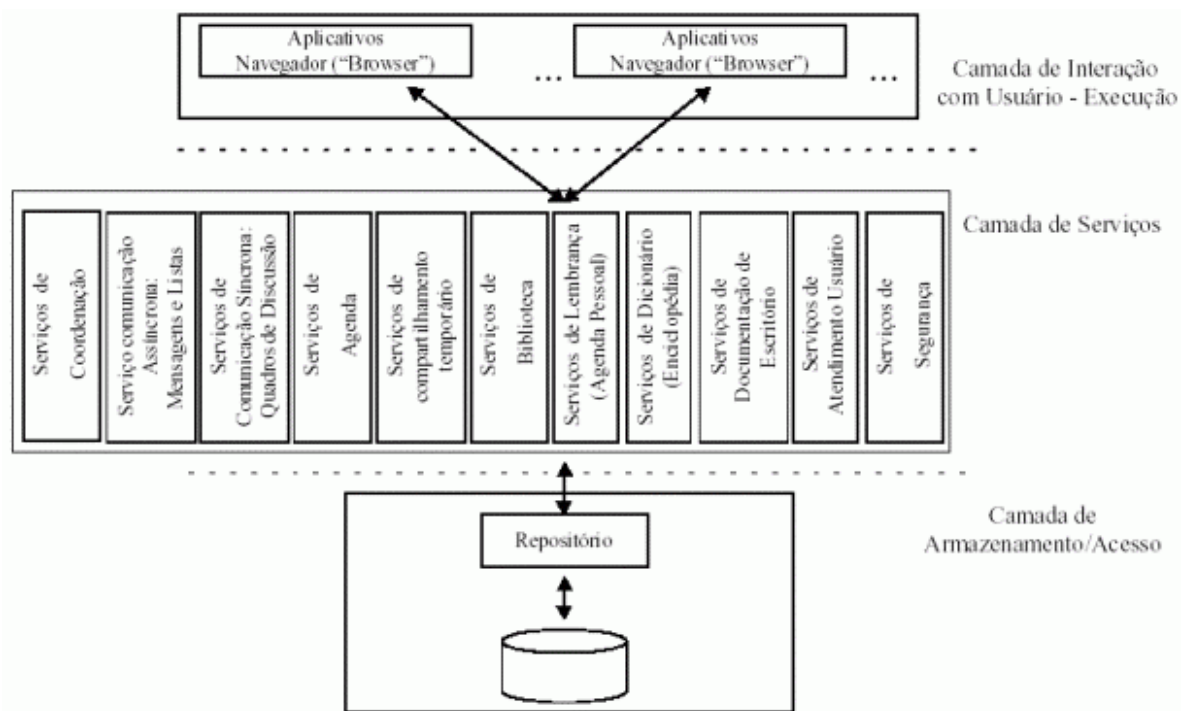 Aplicativos
Navegador (“Browser”)
...
Aplicativos
Navegador (“Browser”)
...
Camada de Interação
com Usuário - Execução
Camada de Serviços
Serviços de
Coordenação
Serviço comunicação
Assíncrona:
Mensagens e Listas
Serviços de
Comunicação Síncrona:
Quadros de Discussão
Serviços de
Agenda
Serviços de
compartilhamento
temporário
Serviços de
Biblioteca
Serviços de Lembrança
(Agenda Pessoal)
Serviços de Dicionário
(Enciclopédia)
Serviços de
Documentação de
Escritório
Serviços de
Atendimento o Usuário
Serviços de
Segurança
Repositório
Camada de
Armazenamento/Acesso